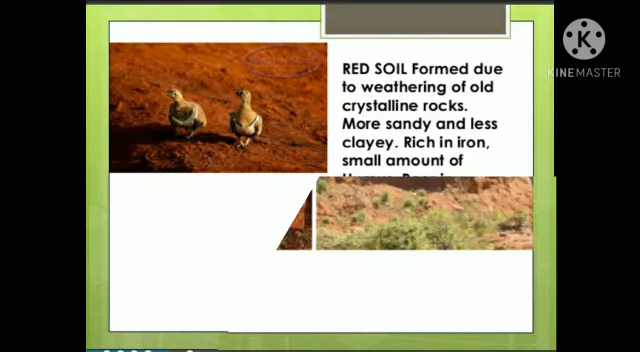 RED SOIL Formed due
to weathering of old
crystalline rocks.
More sandy and less
clayey. Rich in iron,
small amount of
KINEMASTER